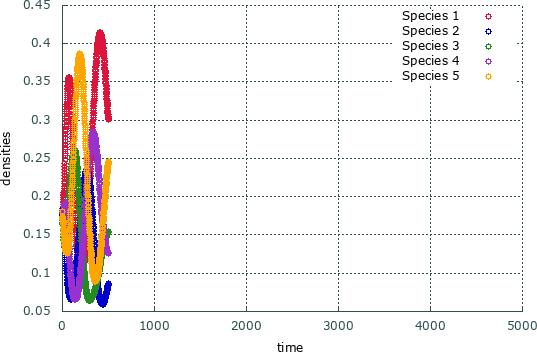 0.45
0.4
0.35
0.3
0.25
0.2
0.15
0.1
0.05
densities
Species 1
Species 2
Species 3
Species 4
Species 5
0 1000 2000 3000 4000 5000
time